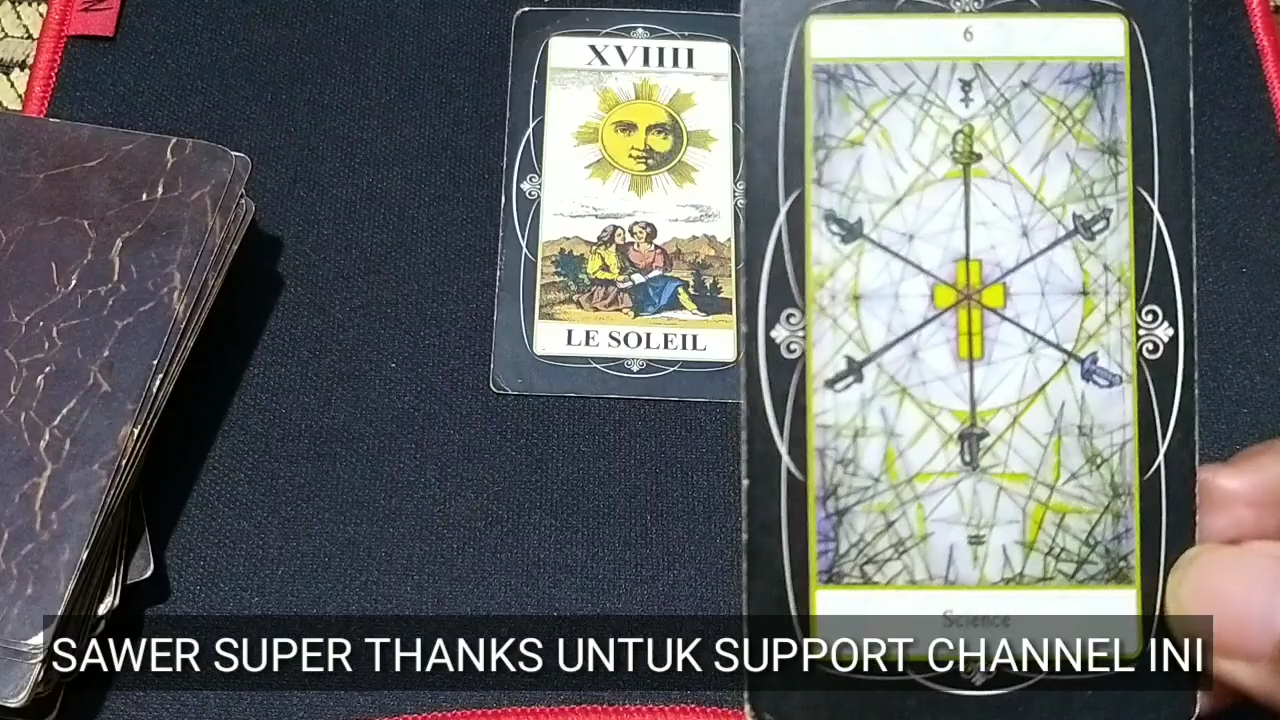 XVIIII
LE SOLEIL
6
Science
SAWER SUPER THANKS UNTUK SUPPORT CHANNEL INI